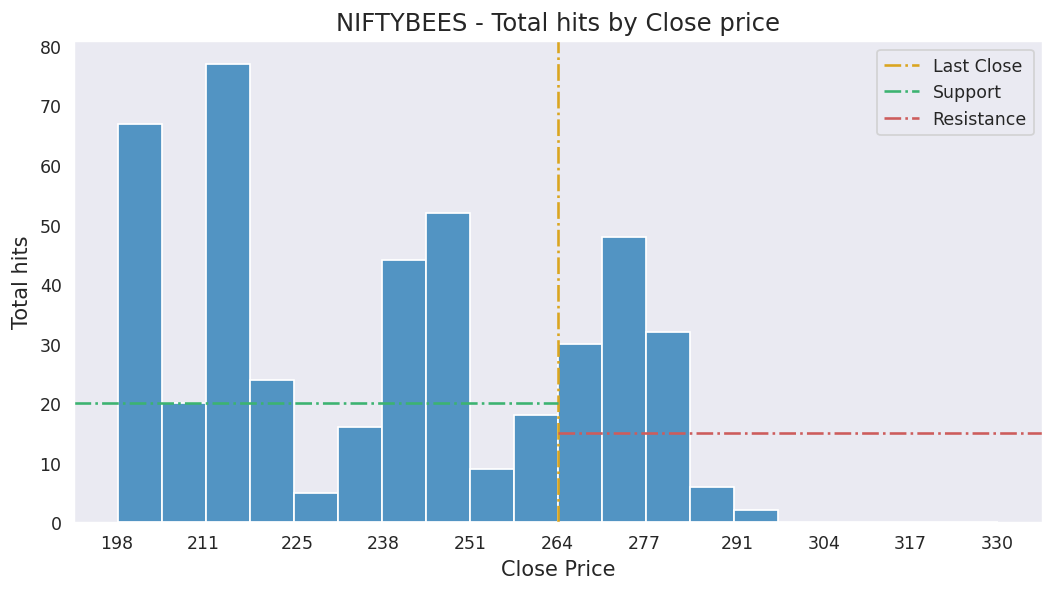 NIFTYBEES - Total hits by Close price
Last Close
Support
Resistance
Total hits
80
70
60
50
40
30
20
10
0
198 211 225 238 251 264 277 291 304 317 330
Close Price